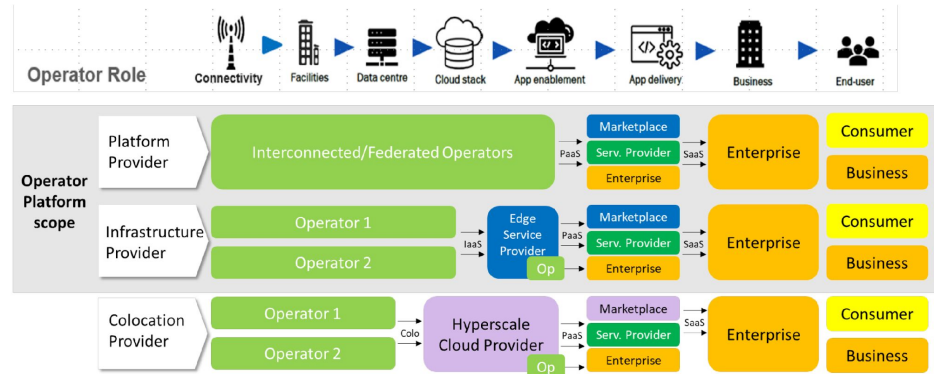 Operator Role
Connectivity
Facilities
Data centre
Cloud stack
App enablement
App delivery
Business
End-user
Operator
Platform
scope
Platform
Provider
Interconnected/Federated Operators
PaaS
Marketplace
Serv. Provider
Enterprise
SaaS
Enterprise
Consumer
Business
Infrastructure
Provider
Operator 1
Operator 2
IaaS
Edge
Service
Provider
Op
PaaS
Marketplace
Serv. Provider
Enterprise
SaaS
Enterprise
Consumer
Business
Colocation
Provider
Operator 1
Operator 2
Colo
Hyperscale
Cloud Provider
Op
PaaS
Marketplace
Serv. Provider
Enterprise
SaaS
Enterprise
Consumer
Business